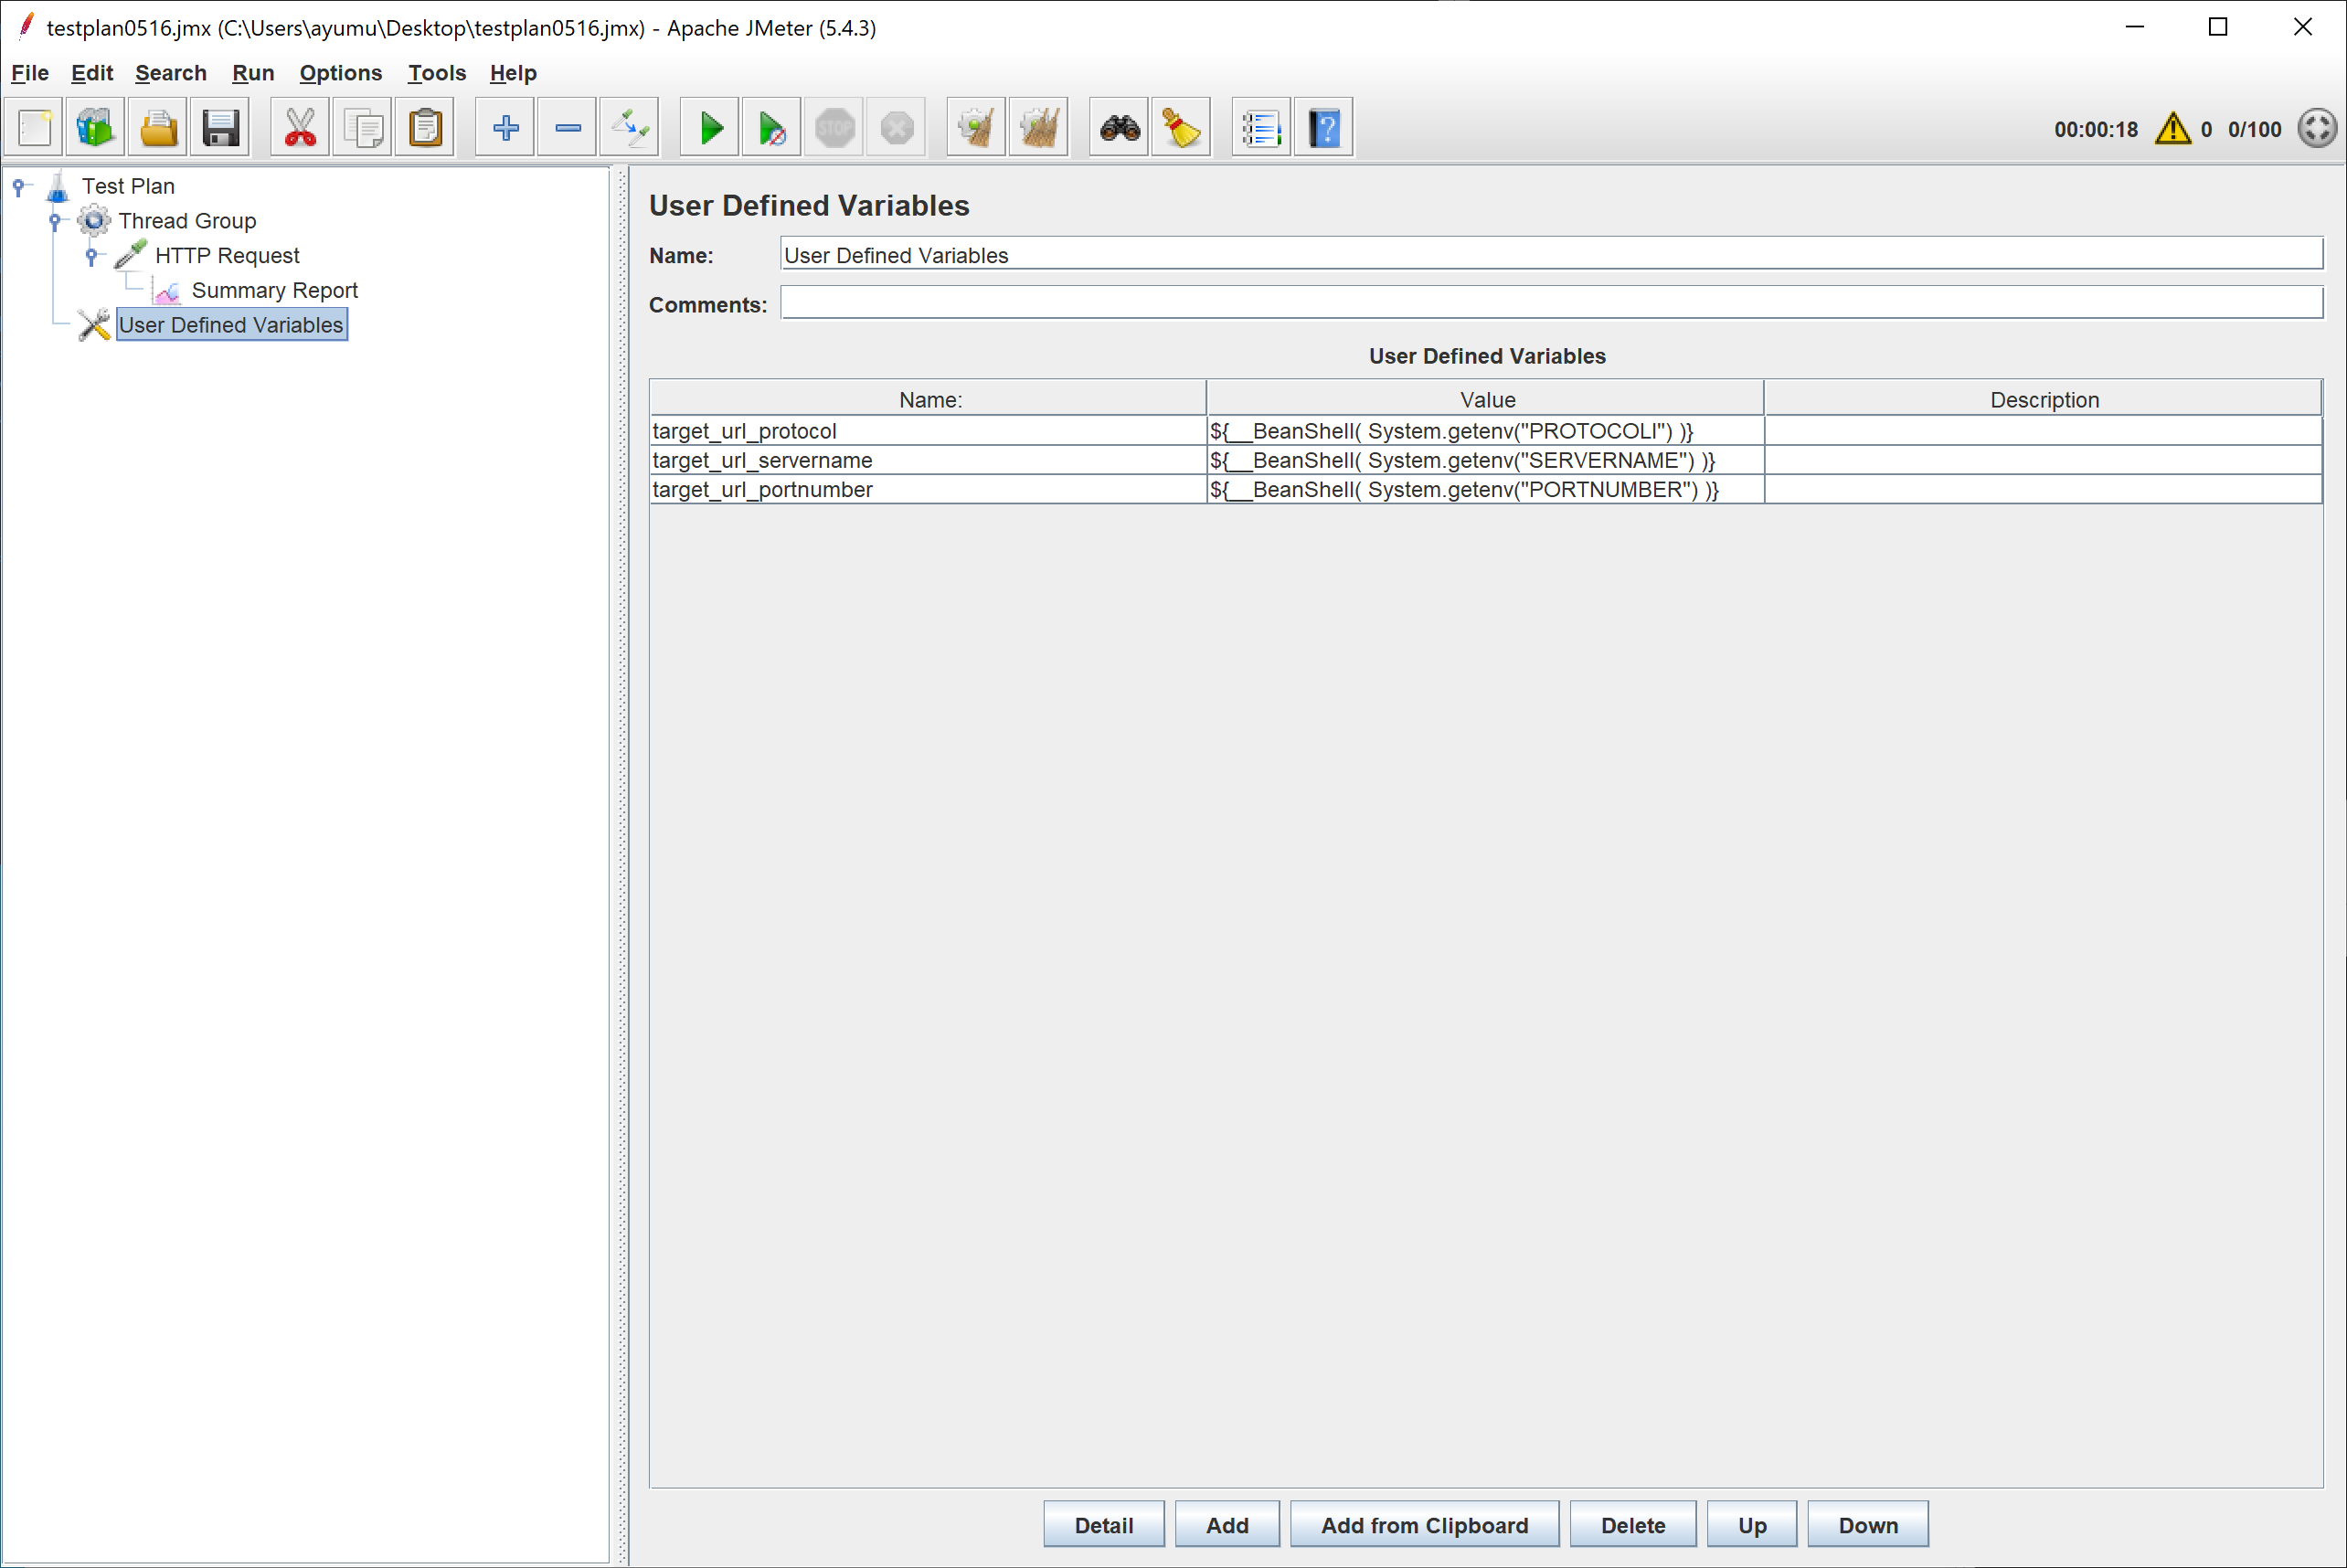 testplan0516.jmx (C:\Users\ayumu\Desktop\testplan0516.jmx) - Apache JMeter (5.4.3)
File Edit Search Run Options Tools Help
STOP
00:00:18 0 0/100
Test Plan
Thread Group
HTTP Request
Summary Report
User Defined Variables
User Defined Variables
Name: User Defined Variables
Comments:
User Defined Variables
Name: Value Description
target_url_protocol ${__BeanShell( System.getenv("PROTOCOLI") )}
target_url_servername ${__BeanShell( System.getenv("SERVERNAME") )}
target_url_portnumber ${__BeanShell( System.getenv("PORTNUMBER") )}
Detail Add Add from Clipboard Delete Up Down